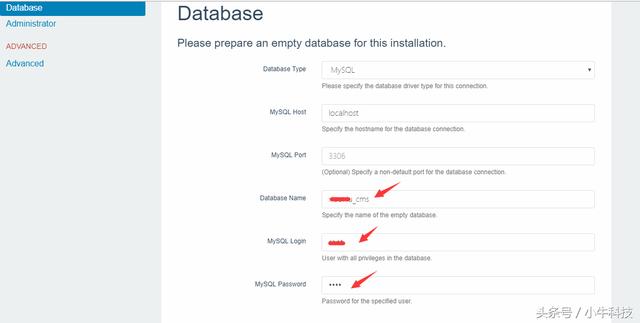 Database
Administrator
ADVANCED
Advanced
Database
Please prepare an empty database for this installation.
Database Type
MySQL
Please specify the database driver type for this connection.
MySQL Host
localhost
Specify the hostname for the database connection.
MySQL Port
3306
(Optional) Specify a non-default port for the database connection.
Database Name
_cms
Specify the name of the empty database.
MySQL Login
User with all privileges in the database.
MySQL Password
••••
Password for the specified user.
头条号 / 小牛科技